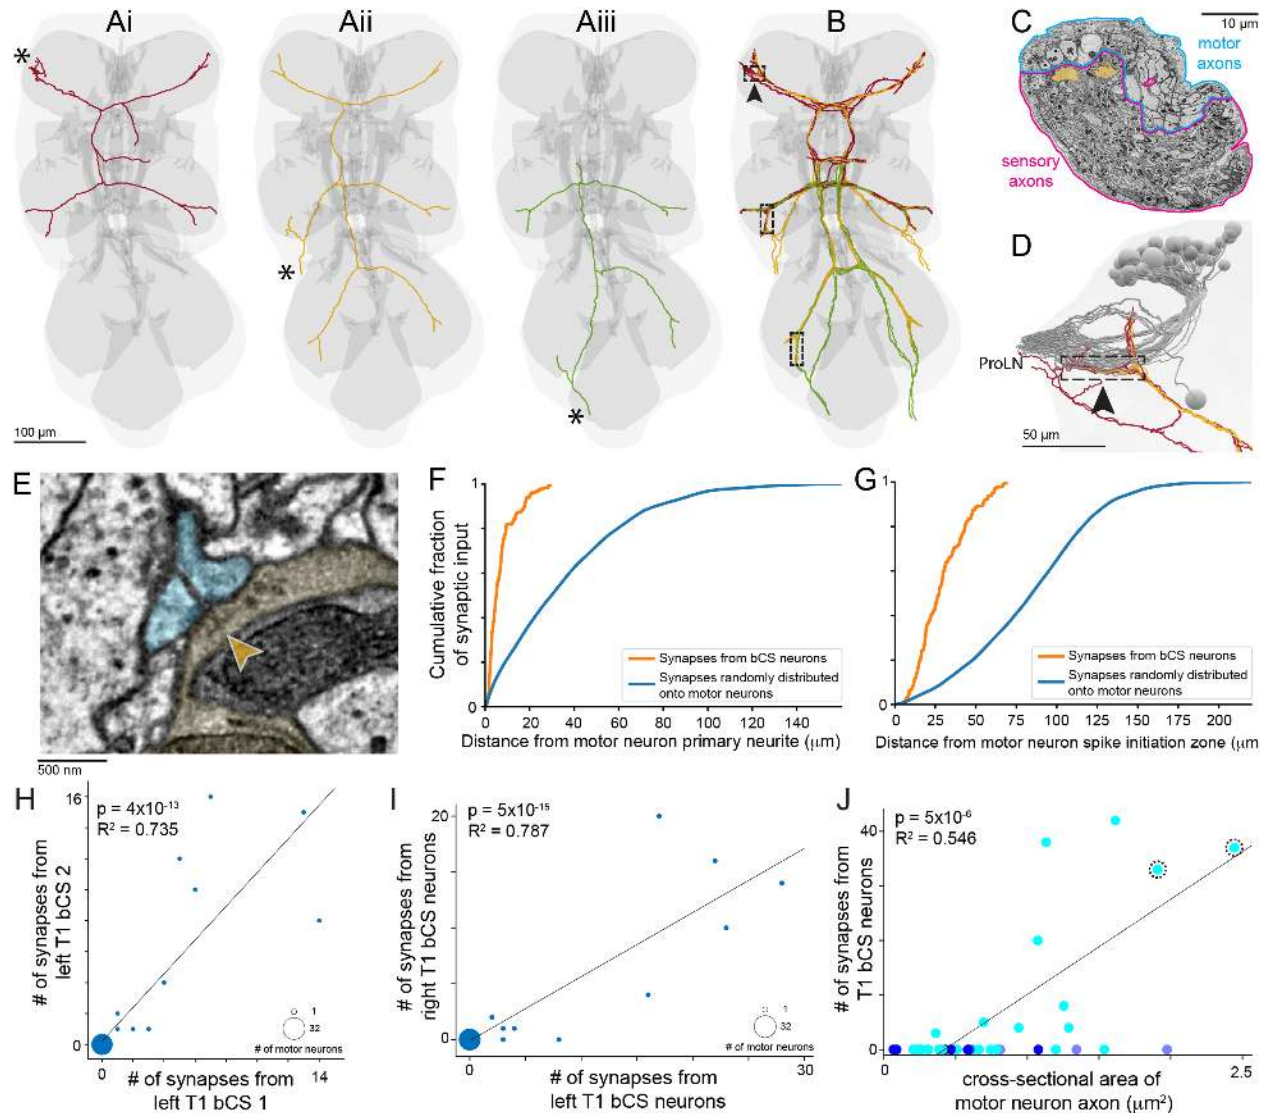 Ai
Aii
Aiii
B
*
*
*
100 µm
C
10 µm
motor
axons
sensory
axons
D
ProLN
50 µm
E
500 nm
F
Cumulative fraction
of synaptic input
1
0
Synapses from bCS neurons
Synapses randomly distributed
onto motor neurons
0 20 40 60 80 100 120 140
Distance from motor neuron primary neurite (µm)
G
1
0
Synapses from bCS neurons
Synapses randomly distributed
onto motor neurons
0 25 50 75 100 125 150 175 200
Distance from motor neuron spike initiation zone (µm
H
p = 4x10⁻¹³
R² = 0.735
# of synapses from
left T1 bCS 2
16
0
1
32
# of motor neurons
0 14
# of synapses from
left T1 bCS 1
I
p = 5x10⁻¹⁵
R² = 0.787
# of synapses from
right T1 bCS neurons
20
0
1
32
# of motor neurons
0 30
# of synapses from
left T1 bCS neurons
J
p = 5x10⁻⁶
R² = 0.546
# of synapses from
T1 bCS neurons
40
0
0 2.5
cross-sectional area of
motor neuron axon (µm²)